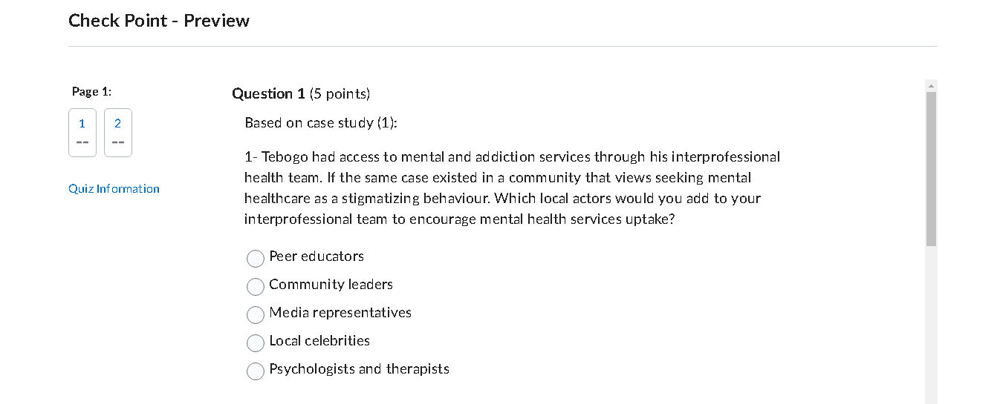 Check Point - Preview
Page 1:
1
2
--
--
Quiz Information
Question 1 (5 points)
Based on case study (1):
1- Tebogo had access to mental and addiction services through his interprofessional
health team. If the same case existed in a community that views seeking mental
healthcare as a stigmatizing behaviour. Which local actors would you add to your
interprofessional team to encourage mental health services uptake?
Peer educators
Community leaders
Media representatives
Local celebrities
Psychologists and therapists